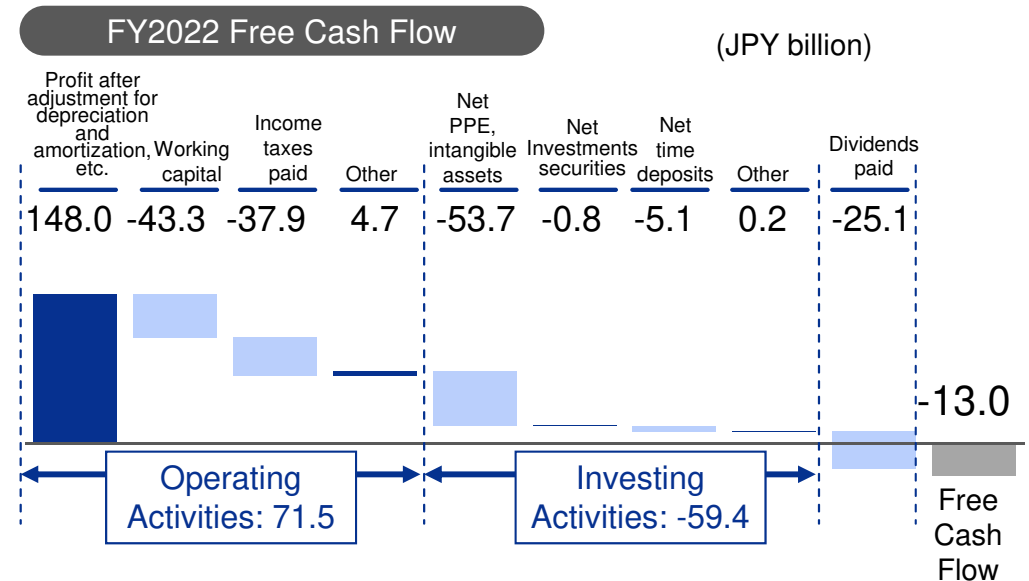 FY2022 Free Cash Flow
(JPY billion)
Profit after
adjustment for
depreciation
and
amortization,
etc.
Working
capital
Income
taxes
paid
Other
Net
PPE,
intangible
assets
Net
Investments
securities
Net
time
deposits
Other
Dividends
paid
148.0 -43.3 -37.9 4.7 -53.7 -0.8 -5.1 0.2 -25.1
-13.0
Operating
Activities: 71.5
Investing
Activities: -59.4
Free
Cash
Flow